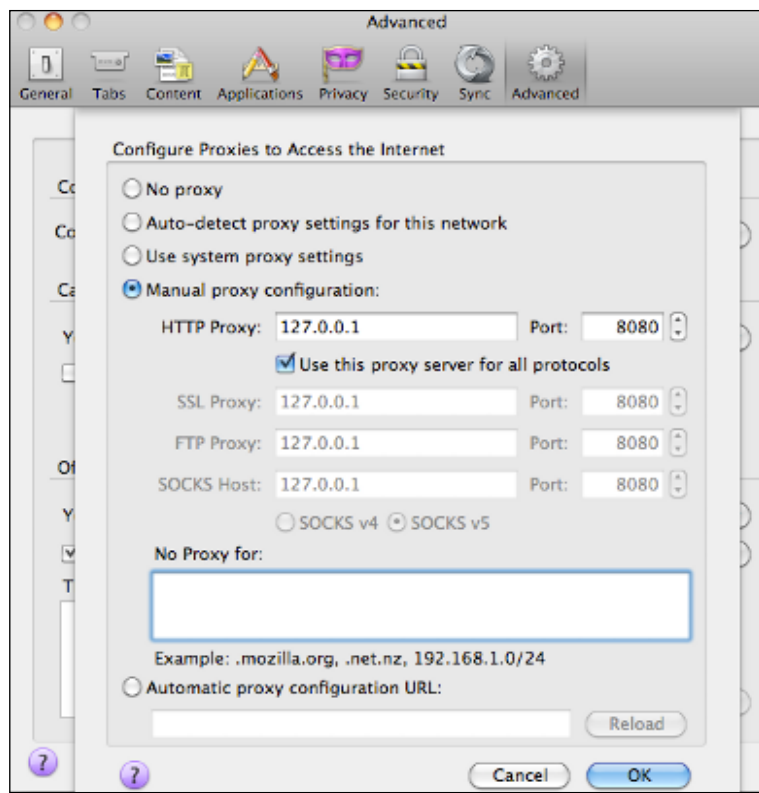 Advanced
General Tabs Content Applications Privacy Security Sync Advanced
Configure Proxies to Access the Internet
No proxy
Auto-detect proxy settings for this network
Use system proxy settings
Manual proxy configuration:
HTTP Proxy: 127.0.0.1 Port: 8080
Use this proxy server for all protocols
SSL Proxy: 127.0.0.1 Port: 8080
FTP Proxy: 127.0.0.1 Port: 8080
SOCKS Host: 127.0.0.1 Port: 8080
SOCKS v4 SOCKS v5
No Proxy for:
Example: .mozilla.org, .net.nz, 192.168.1.0/24
Automatic proxy configuration URL:
Reload
? ? Cancel OK